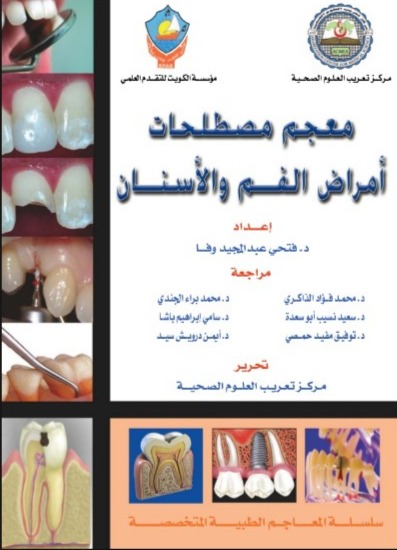 مؤسسة الكويت للتقدم العلمي
مركز تعريب العلوم الصحية
معجم مصطلحات
أمراض الفم والأسنان
إعداد
د. فتحي عبدالمجيد وفا
مراجعة
د. محمد فؤاد الذاكري
د. محمد براء الجندي
د. سعيد نسيب أبو سعدة
د. سامي إبراهيم باشا
د. توفيق مفيد حمصي
د. أيمن درويش سيد
تحرير
مركز تعريب العلوم الصحية
سلسلة المعاجم الطبية المتخصصة